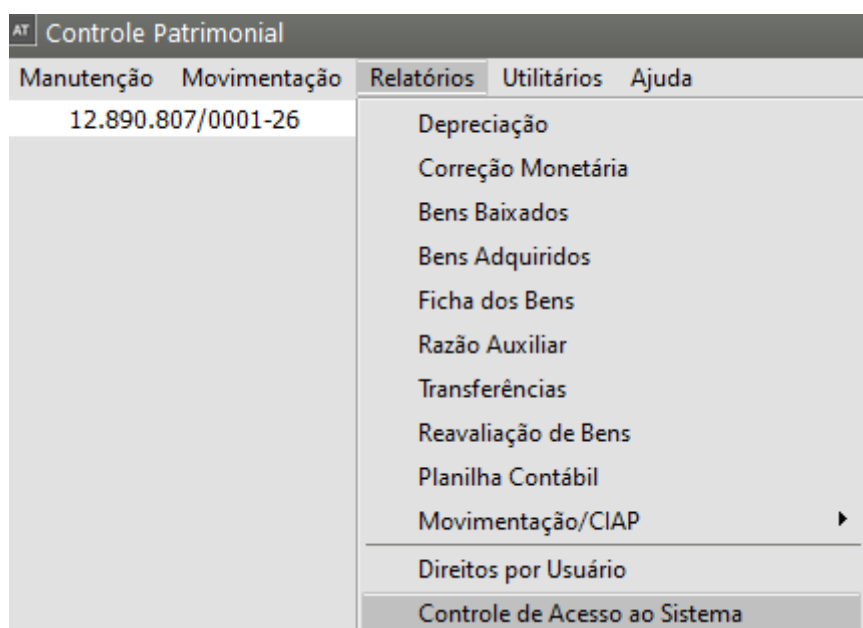 AT Controle Patrimonial
Manutenção Movimentação Relatórios Utilitários Ajuda
12.890.807/0001-26
Depreciação
Correção Monetária
Bens Baixados
Bens Adquiridos
Ficha dos Bens
Razão Auxiliar
Transferências
Reavaliação de Bens
Planilha Contábil
Movimentação/CIAP
Direitos por Usuário
Controle de Acesso ao Sistema